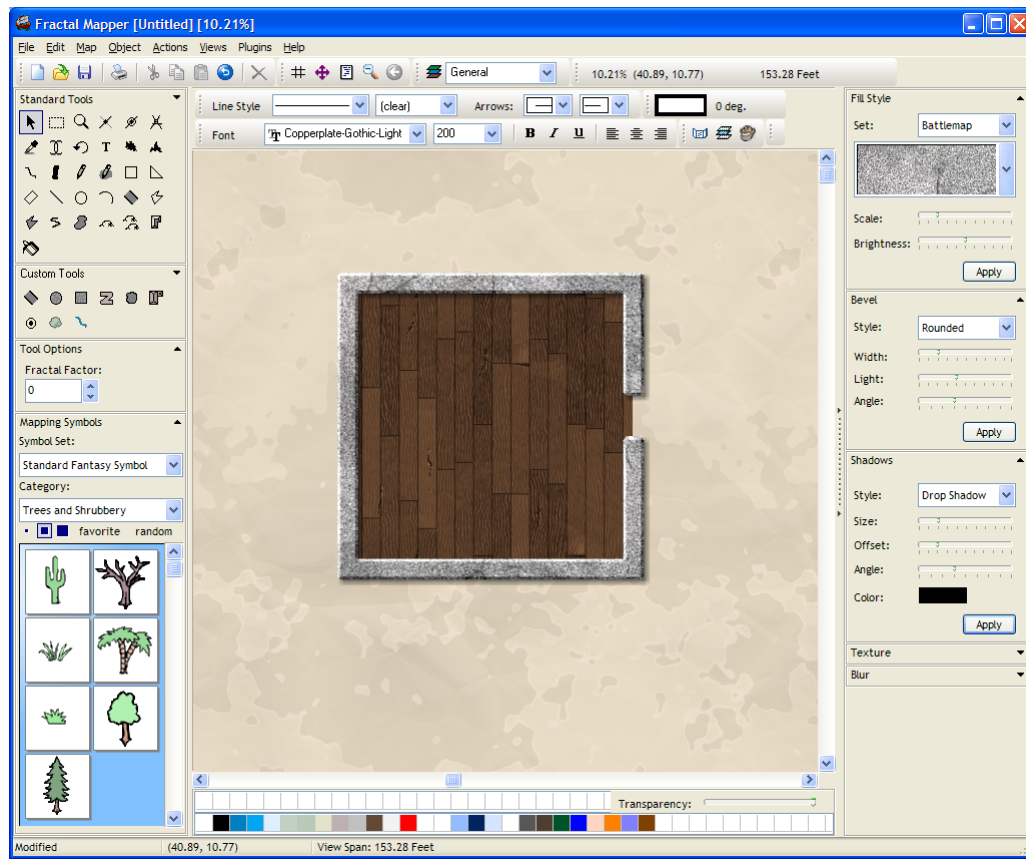 Fractal Mapper [Untitled] [10.21%]
File Edit Map Object Actions Views Plugins Help
General 10.21% (40.89, 10.77) 153.28 Feet
Standard Tools
Line Style (clear) Arrows: 0 deg.
Font Copperplate-Gothic-Light 200 B I U
Custom Tools
Tool Options
Fractal Factor:
0
Mapping Symbols
Symbol Set:
Standard Fantasy Symbol
Category:
Trees and Shrubbery
favorite random
Fill Style
Set: Battlemap
Scale:
Brightness:
Apply
Bevel
Style: Rounded
Width:
Light:
Angle:
Apply
Shadows
Style: Drop Shadow
Size:
Offset:
Angle:
Color:
Apply
Texture
Blur
Transparency:
Modified (40.89, 10.77) View Span: 153.28 Feet